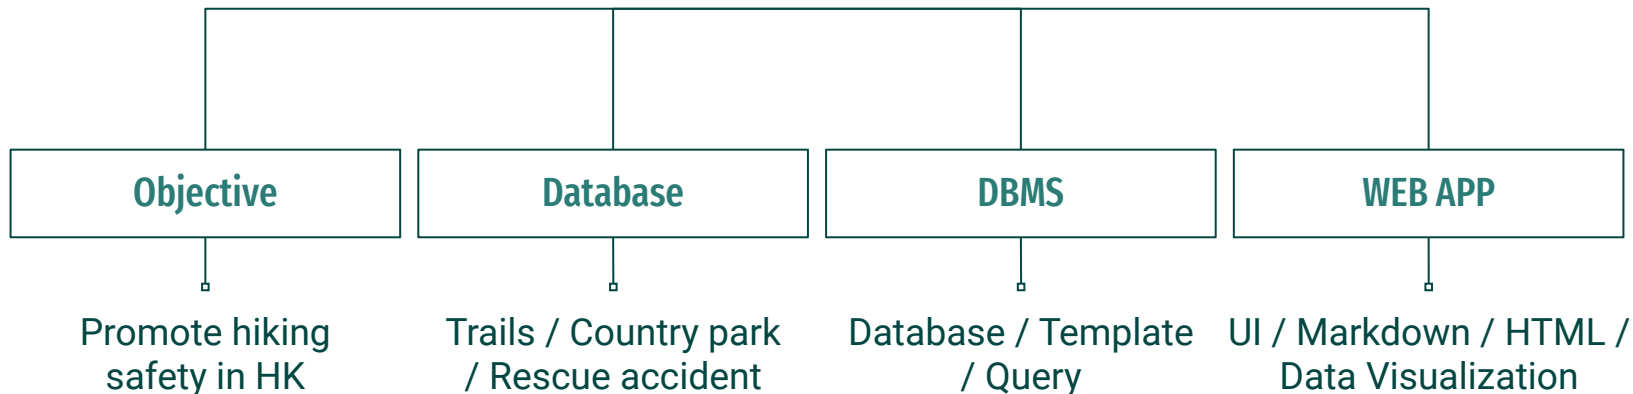 Objective
Database
DBMS
WEB APP
Promote hiking
safety in HK
Trails / Country park
/ Rescue accident
Database / Template
/ Query
UI / Markdown / HTML /
Data Visualization